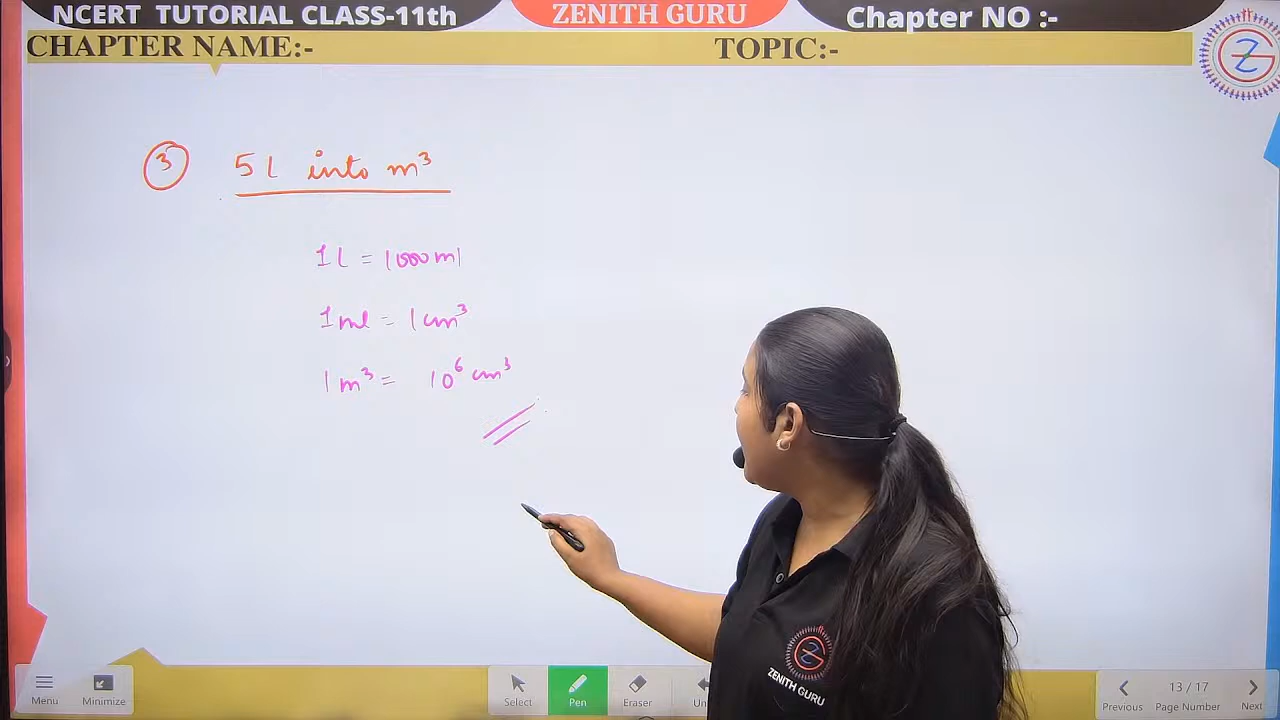 NCERT TUTORIAL CLASS-11th
ZENITH GURU
Chapter NO :-
CHAPTER NAME:-
TOPIC:-
3 5 l into m³
1 l = 1000 ml
1 ml = 1 cm³
1 m³ = 10⁶ cm³
ZENITH GURU
Menu
Minimize
Select
Pen
Eraser
Un
Previous
13 / 17
Page Number
Next